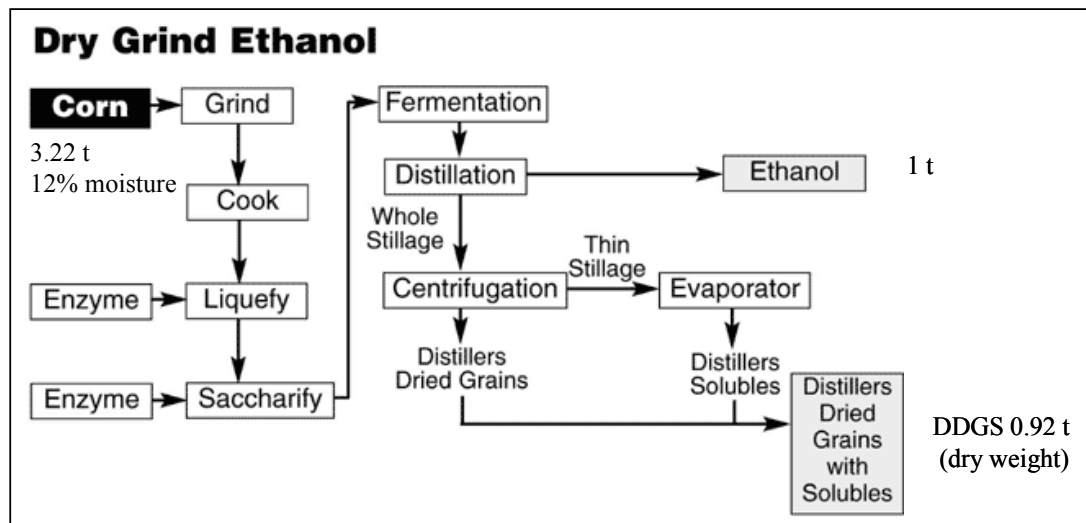 Dry Grind Ethanol
Corn
Grind
3.22 t
12% moisture
Cook
Enzyme
Liquefy
Enzyme
Saccharify
Fermentation
Distillation
Ethanol
1 t
Whole
Stillage
Thin
Stillage
Centrifugation
Evaporator
Distillers
Dried Grains
Distillers
Solubles
Distillers
Dried
Grains
with
Solubles
DDGS 0.92 t
(dry weight)